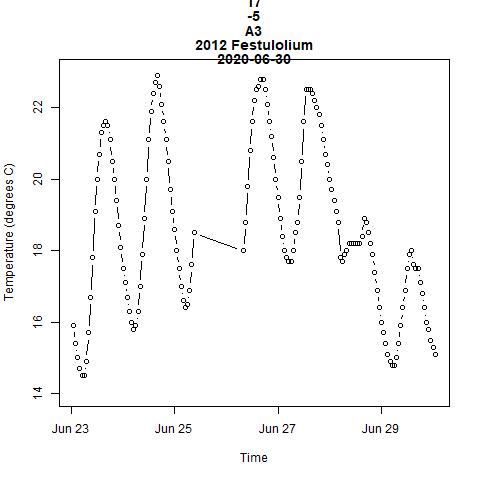 17
-5
A3
2012 Festulolium
2020-06-30
Temperature (degrees C)
22
20
18
16
14
Jun 23
Jun 25
Jun 27
Jun 29
Time